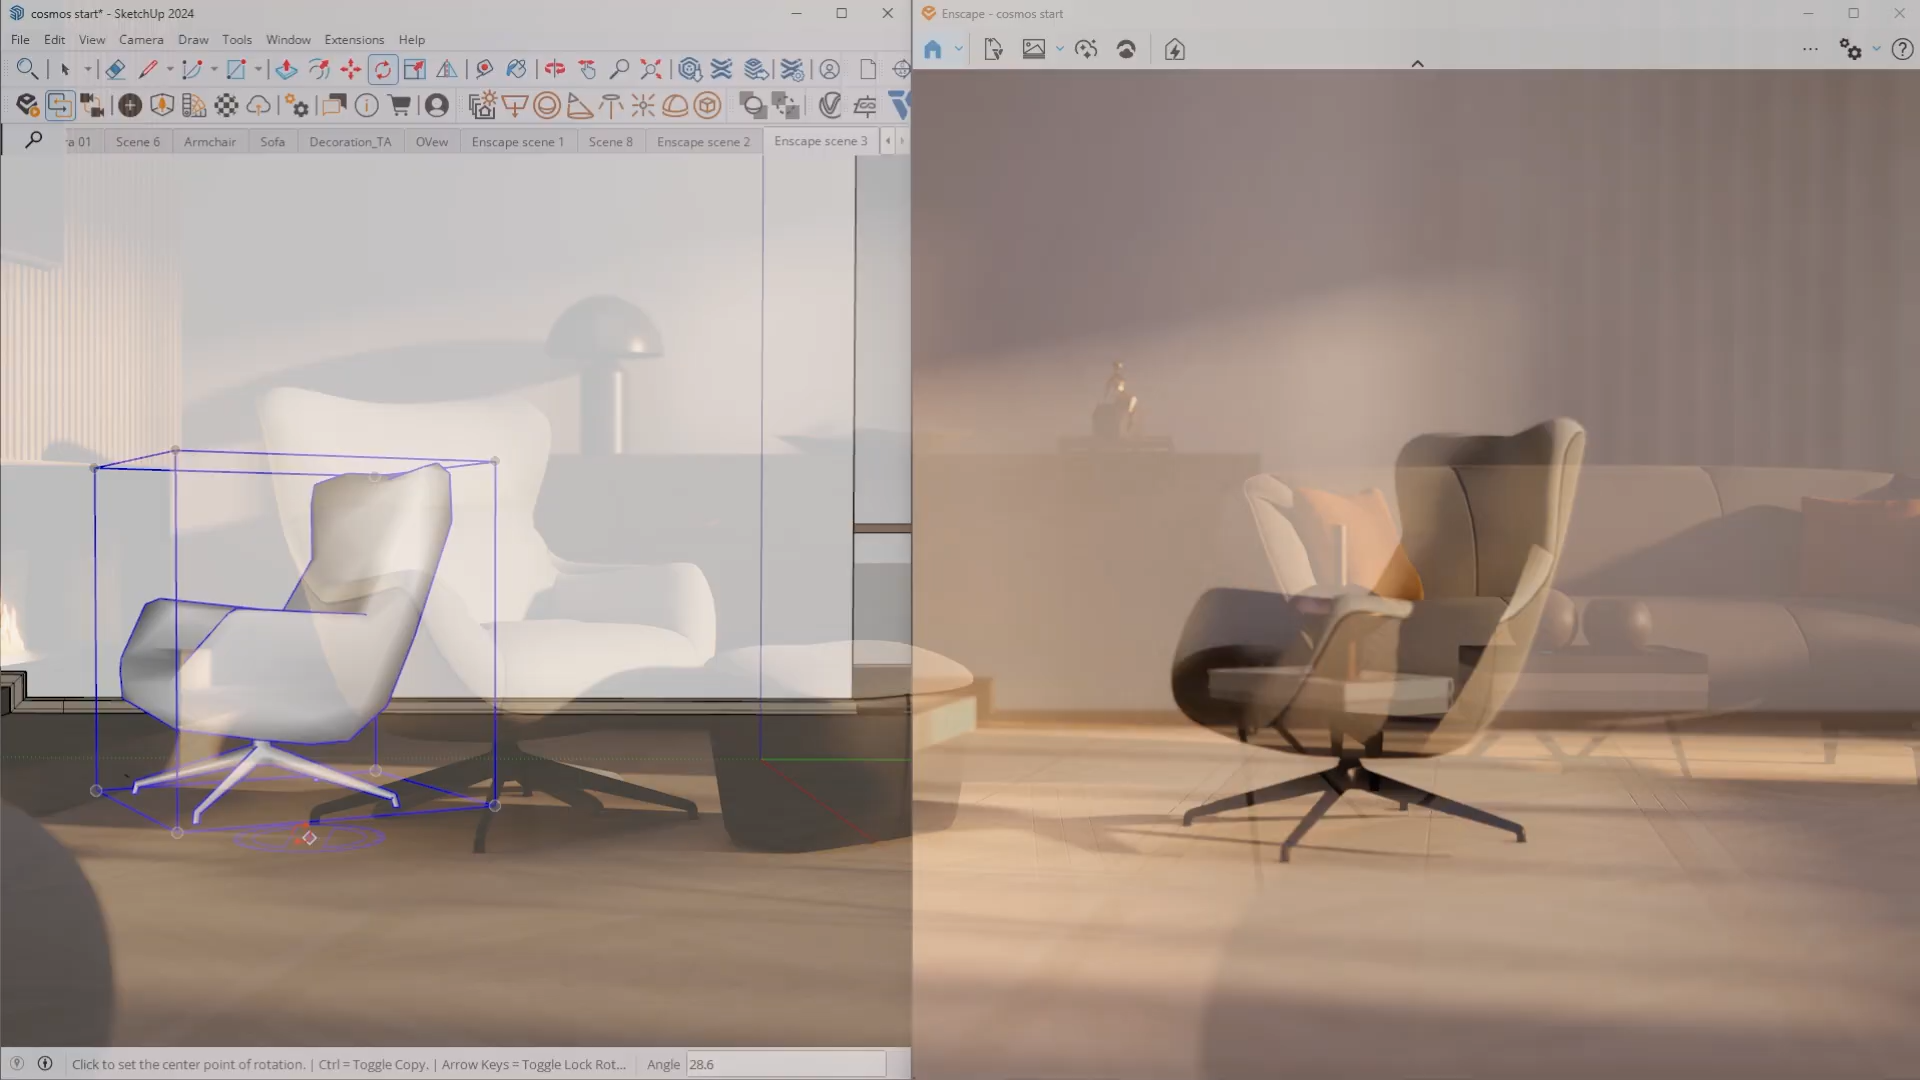 cosmos start* - SketchUp 2024
File Edit View Camera Draw Tools Window Extensions Help
ra 01 Scene 6 Armchair Sofa Decoration_TA OVew Enscape scene 1 Scene 8 Enscape scene 2 Enscape scene 3
Click to set the center point of rotation. | Ctrl = Toggle Copy. | Arrow Keys = Toggle Lock Rot... Angle 28.6
Enscape - cosmos start